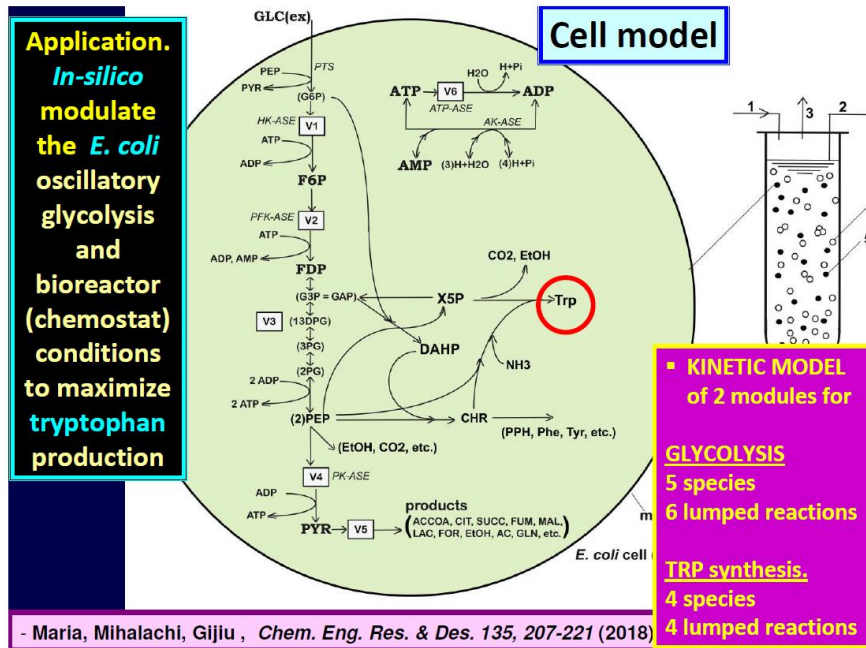 Application.
In-silico
modulate
the E. coli
oscillatory
glycolysis
and
bioreactor
(chemostat)
conditions
to maximize
tryptophan
production
Cell model
GLC(ex)
PTS
PEP
PYR
(G6P)
HK-ASE
V1
ATP
ADP
F6P
PFK-ASE
V2
ATP
ADP, AMP
FDP
(G3P = GAP)
V3
(13DPG)
(3PG)
(2PG)
2 ADP
2 ATP
(2)PEP
(EtOH, CO2, etc.)
V4
PK-ASE
ADP
ATP
PYR
V5
products
(ACCOA, CIT, SUCC, FUM, MAL,
LAC, FOR, EtOH, AC, GLN, etc.)
ATP
V6
ATP-ASE
H2O
H+Pi
ADP
AK-ASE
AMP
(3)H+H2O
(4)H+Pi
CO2, EtOH
X5P
Trp
DAHP
NH3
CHR
(PPH, Phe, Tyr, etc.)
E. coli cell (
m
1
3
2
5
▪ KINETIC MODEL
of 2 modules for
GLYCOLYSIS
5 species
6 lumped reactions
TRP synthesis.
4 species
4 lumped reactions
- Maria, Mihalachi, Gijiu , Chem. Eng. Res. & Des. 135, 207-221 (2018)